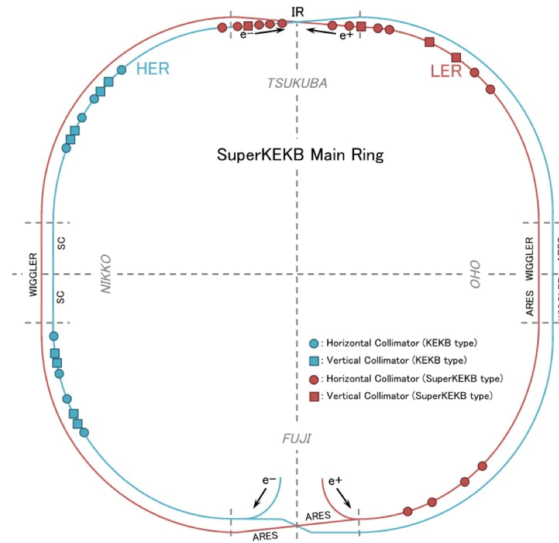 IR
e−
e+
HER
LER
TSUKUBA
SuperKEKB Main Ring
WIGGLER
SC
SC
NIKKO
OHO
ARES
WIGGLER
: Horizontal Collimator (KEKB type)
: Vertical Collimator (KEKB type)
: Horizontal Collimator (SuperKEKB type)
: Vertical Collimator (SuperKEKB type)
FUJI
e−
e+
ARES
ARES